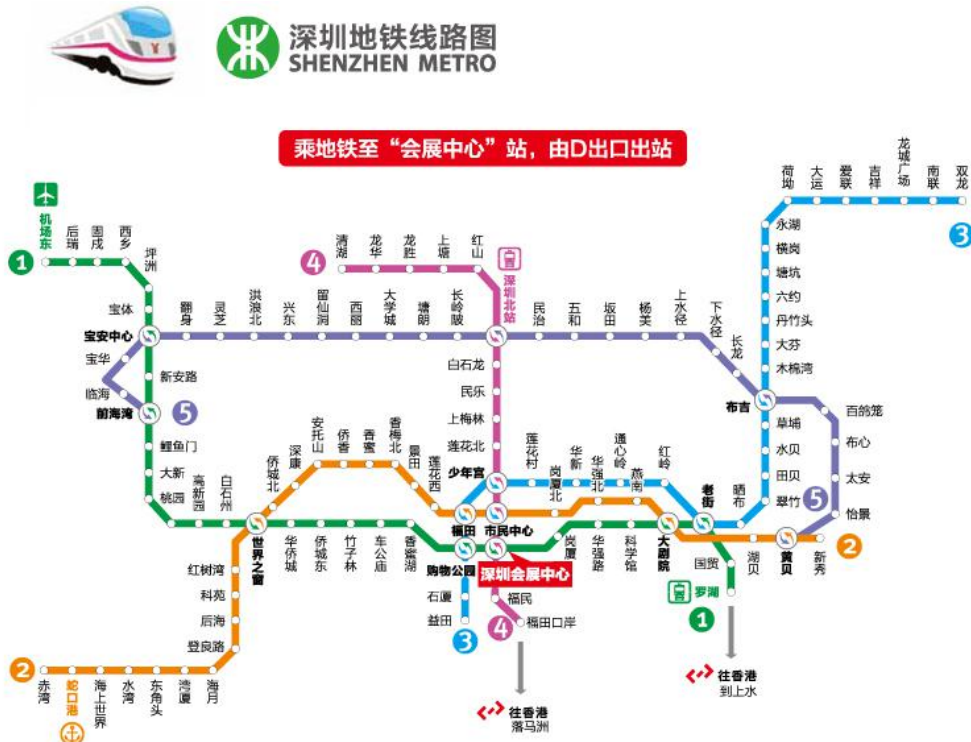 深圳地铁线路图
SHENZHEN METRO
乘地铁至“会展中心”站，由D出口出站
机场东
后瑞
固戍
西乡
坪洲
1
4
清湖
龙华
龙胜
上塘
红山
深圳北站
荷坳
大运
爱联
吉祥
龙城广场
南联
双龙
3
永湖
横岗
塘坑
六约
丹竹头
大芬
木棉湾
宝体
宝安中心
翻身
灵芝
洪浪北
兴东
留仙洞
西丽
大学城
塘朗
长岭陂
民治
五和
坂田
杨美
上水径
下水径
长龙
布吉
宝华
临海
前海湾
5
新安路
白石龙
民乐
上梅林
莲花北
少年宫
百鸽笼
布心
太安
怡景
5
草埔
水贝
田贝
翠竹
鲤鱼门
大新
桃园
高新园
白石州
侨城北
深康
安托山
侨香
香蜜
香梅北
景田
莲花西
福田
市民中心
莲花村
岗厦北
华新
华强北
通心岭
燕南
红岭
老街
晒布
大剧院
湖贝
黄贝
新秀
2
世界之窗
华侨城
侨城东
竹子林
车公庙
香蜜湖
购物公园
深圳会展中心
岗厦
华强路
科学馆
国贸
罗湖
1
红树湾
科苑
后海
登良路
石厦
益田
3
福民
4
福田口岸
2
赤湾
蛇口港
海上世界
水湾
东角头
湾厦
海月
往香港
落马洲
往香港
到上水